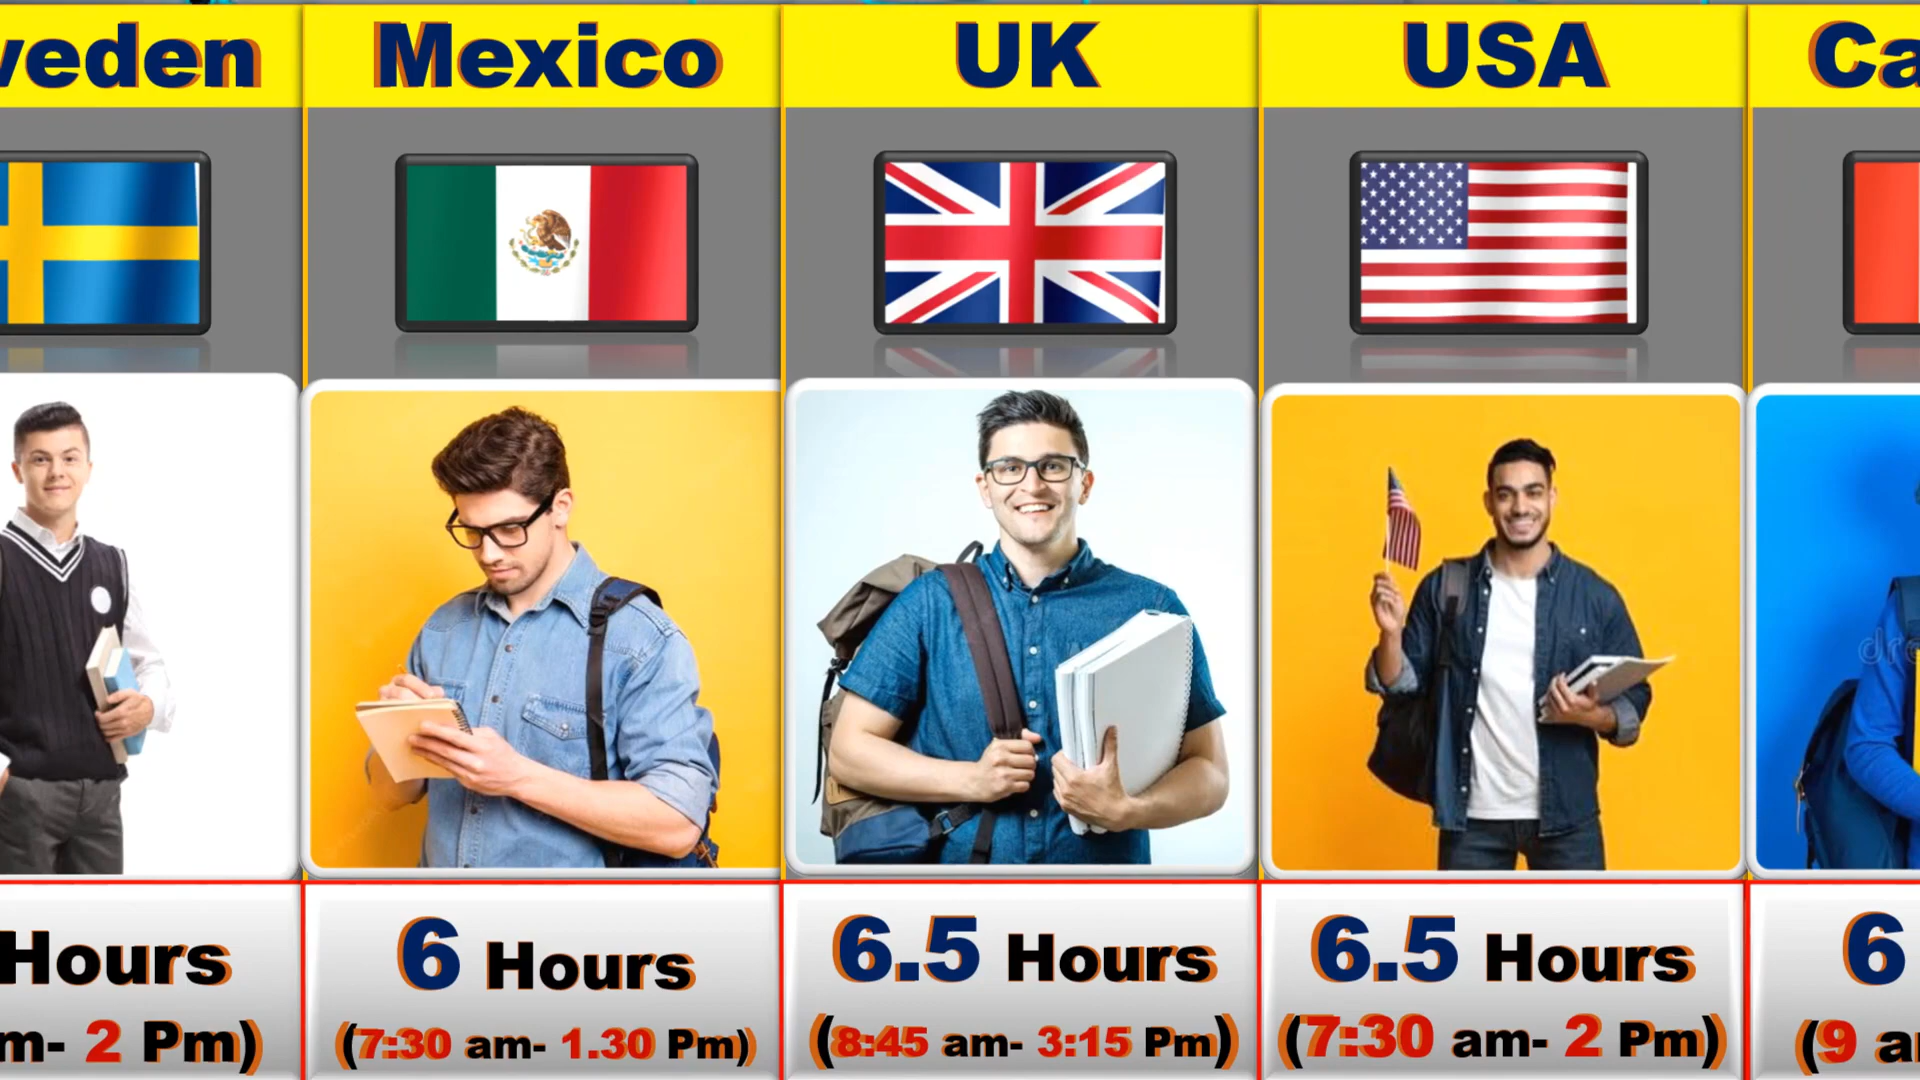 veden
Mexico
UK
USA
Ca
Hours
6 Hours
6.5 Hours
6.5 Hours
6
m- 2 Pm)
(7:30 am- 1.30 Pm)
(8:45 am- 3:15 Pm)
(7:30 am- 2 Pm)
(9 a
dre